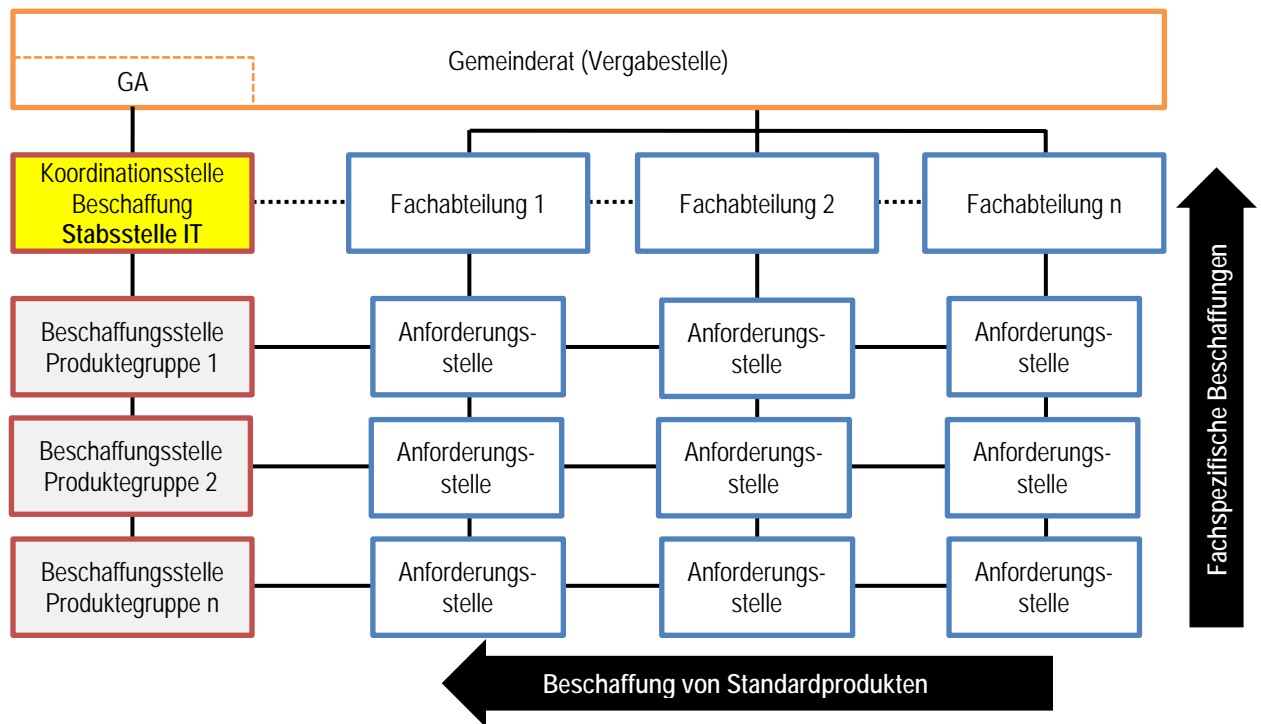 Gemeinderat (Vergabestelle)
GA
Koordinationsstelle
Beschaffung
Stabsstelle IT
Fachabteilung 1
Fachabteilung 2
Fachabteilung n
Beschaffungsstelle
Produktegruppe 1
Anforderungs-
stelle
Anforderungs-
stelle
Anforderungs-
stelle
Beschaffungsstelle
Produktegruppe 2
Anforderungs-
stelle
Anforderungs-
stelle
Anforderungs-
stelle
Beschaffungsstelle
Produktegruppe n
Anforderungs-
stelle
Anforderungs-
stelle
Anforderungs-
stelle
Fachspezifische Beschaffungen
Beschaffung von Standardprodukten